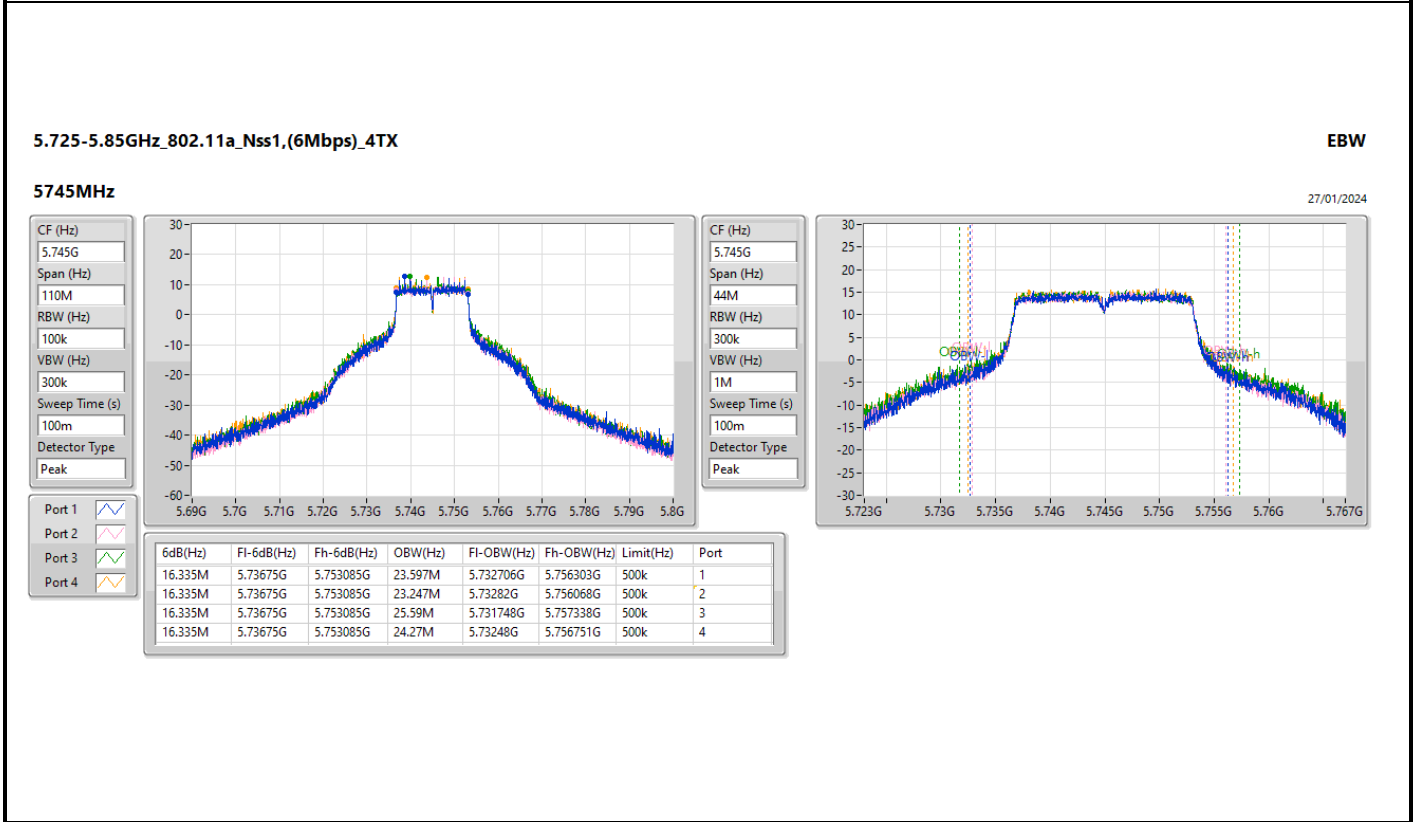 5.725-5.85GHz_802.11a_Nss1,(6Mbps)_4TX
EBW
5745MHz
27/01/2024
CF (Hz)
5.745G
Span (Hz)
110M
RBW (Hz)
100k
VBW (Hz)
300k
Sweep Time (s)
100m
Detector Type
Peak
30
20
10
0
-10
-20
-30
-40
-50
-60
5.69G 5.7G 5.71G 5.72G 5.73G 5.74G 5.75G 5.76G 5.77G 5.78G 5.79G 5.8G
CF (Hz)
5.745G
Span (Hz)
44M
RBW (Hz)
300k
VBW (Hz)
1M
Sweep Time (s)
100m
Detector Type
Peak
30
25
20
15
10
5
0
-5
-10
-15
-20
-25
-30
5.723G 5.73G 5.735G 5.74G 5.745G 5.75G 5.755G 5.76G 5.767G
Port 1
Port 2
Port 3
Port 4
6dB(Hz) Fl-6dB(Hz) Fh-6dB(Hz) OBW(Hz) Fl-OBW(Hz) Fh-OBW(Hz) Limit(Hz) Port
16.335M 5.73675G 5.753085G 23.597M 5.732706G 5.756303G 500k 1
16.335M 5.73675G 5.753085G 23.247M 5.73282G 5.756068G 500k 2
16.335M 5.73675G 5.753085G 25.59M 5.731748G 5.757338G 500k 3
16.335M 5.73675G 5.753085G 24.27M 5.73248G 5.756751G 500k 4